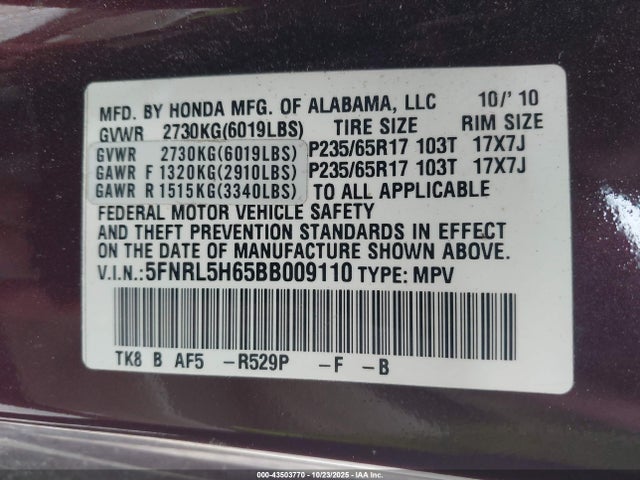 MFD. BY HONDA MFG. OF ALABAMA, LLC 10/'10
GVWR 2730KG(6019LBS) TIRE SIZE RIM SIZE
GVWR 2730KG(6019LBS) P235/65R17 103T 17X7J
GAWR F 1320KG(2910LBS) P235/65R17 103T 17X7J
GAWR R 1515KG(3340LBS) TO ALL APPLICABLE
FEDERAL MOTOR VEHICLE SAFETY
AND THEFT PREVENTION STANDARDS IN EFFECT
ON THE DATE OF MANUFACTURE SHOWN ABOVE.
V.I.N.:5FNRL5H65BB009110 TYPE: MPV
TK8 B AF5 -R529P -F -B
000-43503770 - 10/23/2025 - IAAI.COM